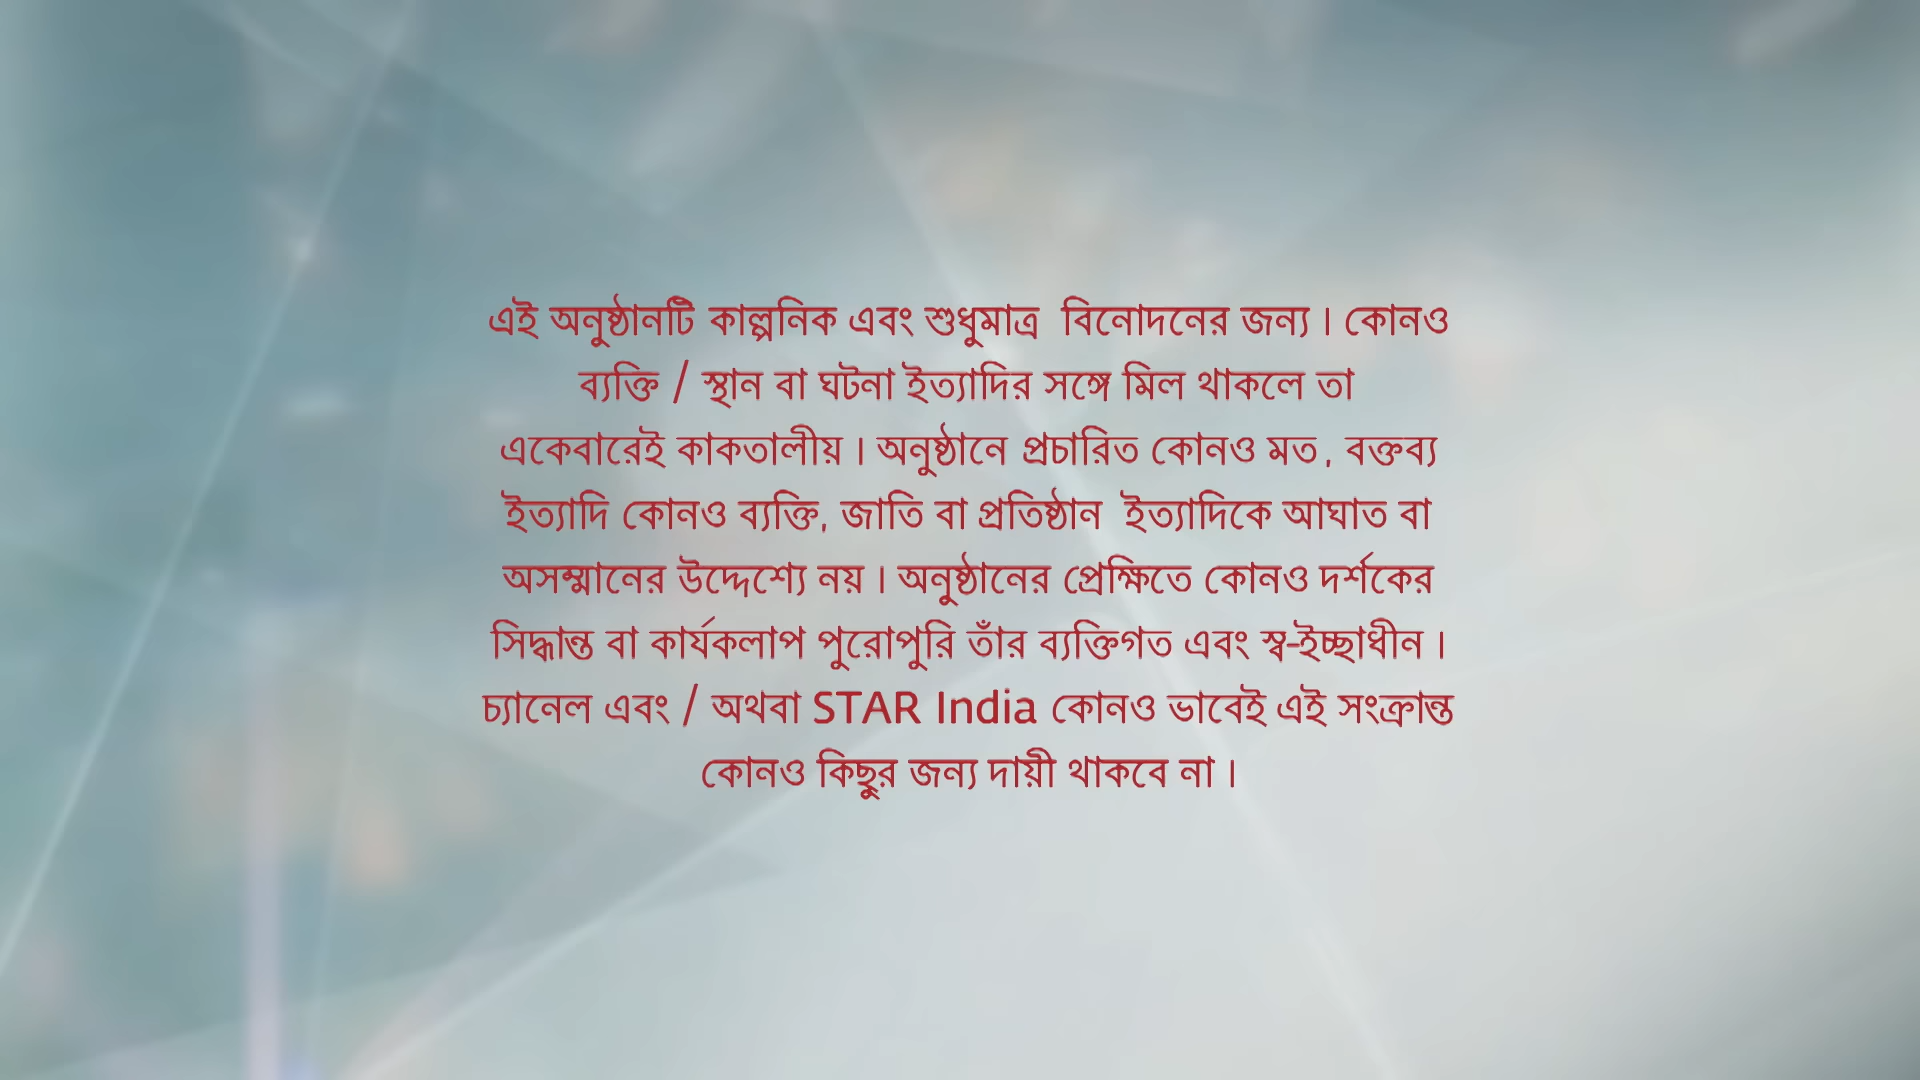 এই অনুষ্ঠানটি কাল্পনিক এবং শুধুমাত্র বিনোদনের জন্য । কোনও
ব্যক্তি / স্থান বা ঘটনা ইত্যাদির সঙ্গে মিল থাকলে তা
একেবারেই কাকতালীয় । অনুষ্ঠানে প্রচারিত কোনও মত , বক্তব্য
ইত্যাদি কোনও ব্যক্তি, জাতি বা প্রতিষ্ঠান ইত্যাদিকে আঘাত বা
অসম্মানের উদ্দেশ্যে নয় । অনুষ্ঠানের প্রেক্ষিতে কোনও দর্শকের
সিদ্ধান্ত বা কার্যকলাপ পুরোপুরি তাঁর ব্যক্তিগত এবং স্ব-ইচ্ছাধীন ।
চ্যানেল এবং / অথবা STAR India কোনও ভাবেই এই সংক্রান্ত
কোনও কিছুর জন্য দায়ী থাকবে না ।